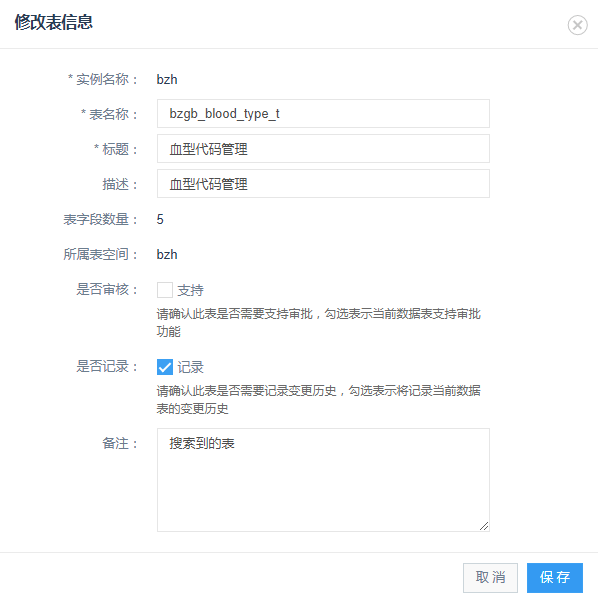 修改表信息
* 实例名称： bzh
* 表名称： bzgb_blood_type_t
* 标题： 血型代码管理
描述： 血型代码管理
表字段数量： 5
所属表空间： bzh
是否审核： 支持
请确认此表是否需要支持审批，勾选表示当前数据表支持审批
功能
是否记录： 记录
请确认此表是否需要记录变更历史，勾选表示将记录当前数据
表的变更历史
备注： 搜索到的表
取 消 保 存